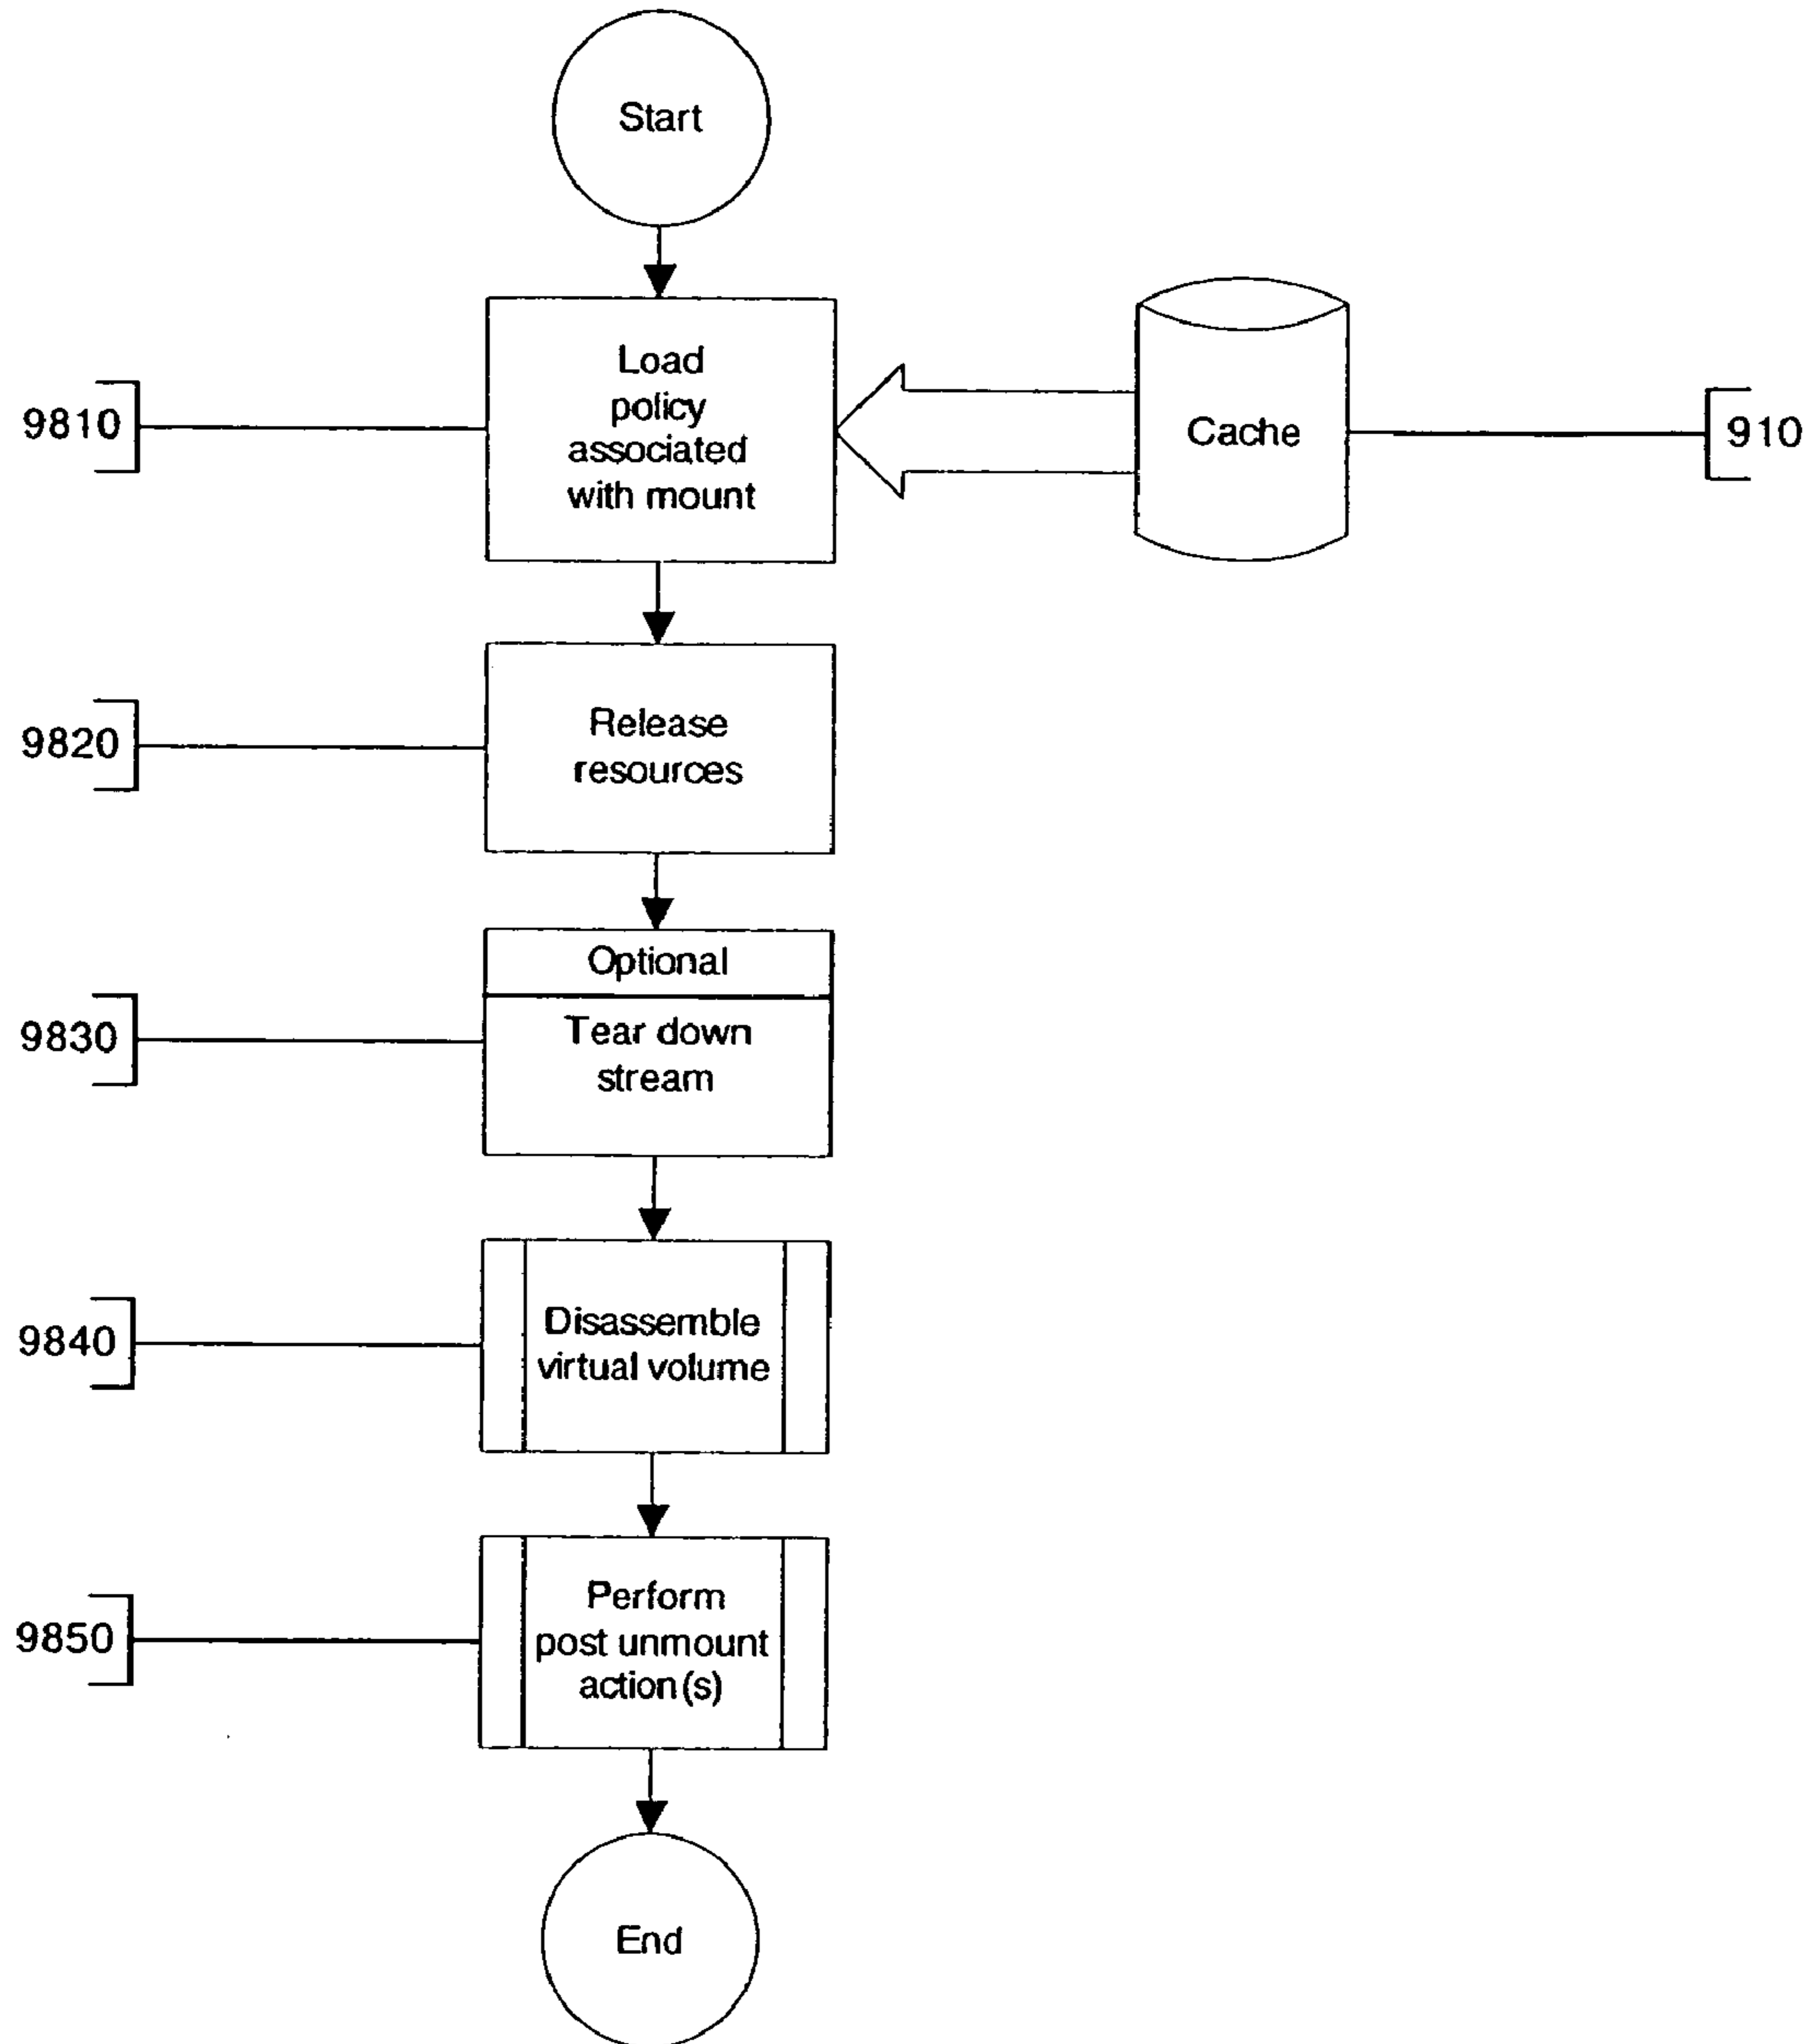 Start
Load
policy
associated
with mount
9810
Cache
910
Release
resources
9820
Optional
Tear down
stream
9830
Disassemble
virtual volume
9840
Perform
post unmount
action(s)
9850
End